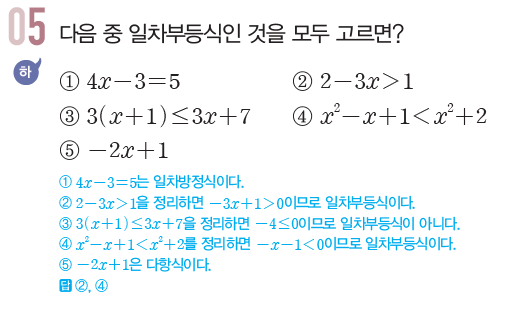 05 다음 중 일차부등식인 것을 모두 고르면?
하
① 4x－3＝5 ② 2－3x＞1
③ 3(x＋1)≤3x＋7 ④ x²－x＋1＜x²＋2
⑤ －2x＋1
① 4x－3＝5는 일차방정식이다.
② 2－3x＞1을 정리하면 －3x＋1＞0이므로 일차부등식이다.
③ 3(x＋1)≤3x＋7을 정리하면 －4≤0이므로 일차부등식이 아니다.
④ x²－x＋1＜x²＋2를 정리하면 －x－1＜0이므로 일차부등식이다.
⑤ －2x＋1은 다항식이다.
답 ②, ④